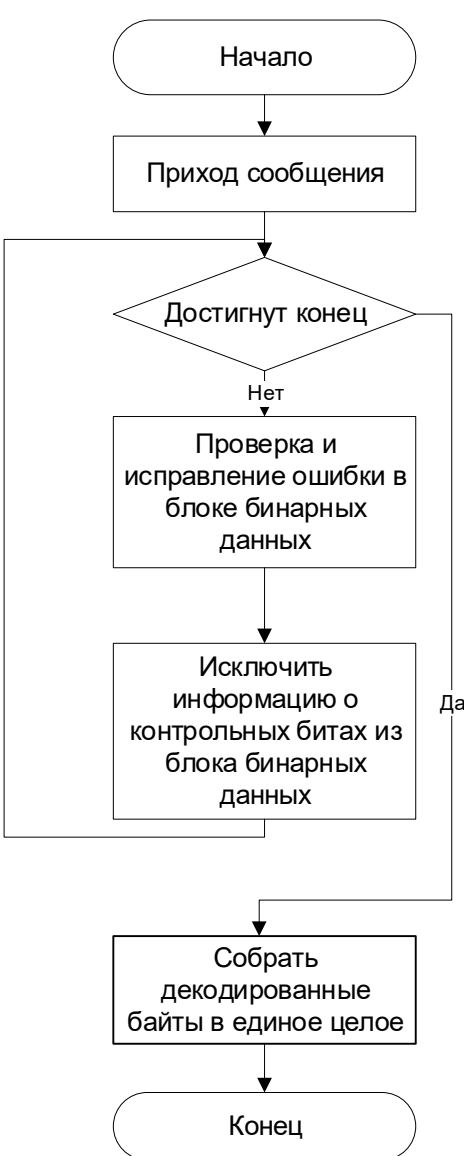 Начало
Приход сообщения
Достигнут конец
Нет
Проверка и
исправление ошибки в
блоке бинарных
данных
Исключить
информацию о
контрольных битах из
блока бинарных
данных
Да
Собрать
декодированные
байты в единое целое
Конец